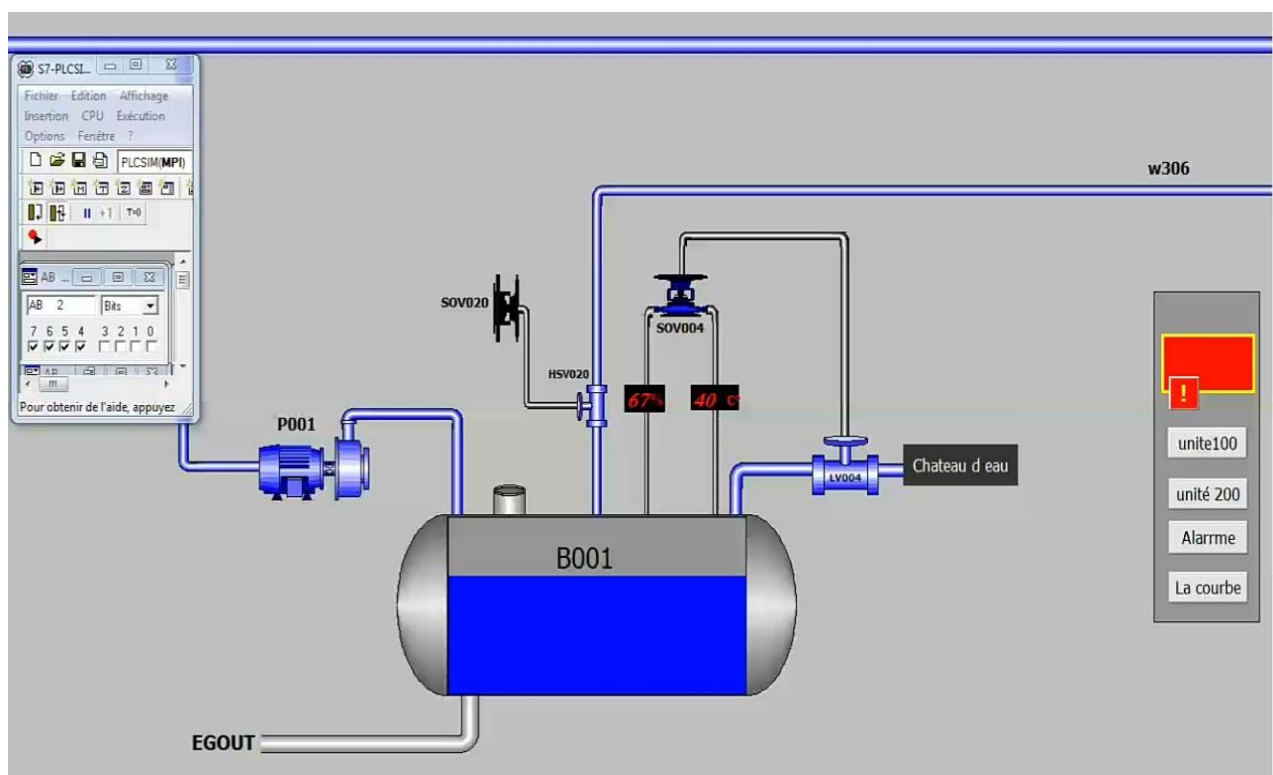 S7-PLCSI...
Fichier Edition Affichage
Insertion CPU Exécution
Options Fenêtre ?
PLCSIM(MPI)
+1 T=0
AB ...
AB 2 Bits
7 6 5 4 3 2 1 0
Pour obtenir de l'aide, appuyez
w306
SOV020
SOV004
HSV020
67%
40 C°
P001
!
unite100
LV004
Chateau d eau
unité 200
Alarrme
B001
La courbe
EGOUT